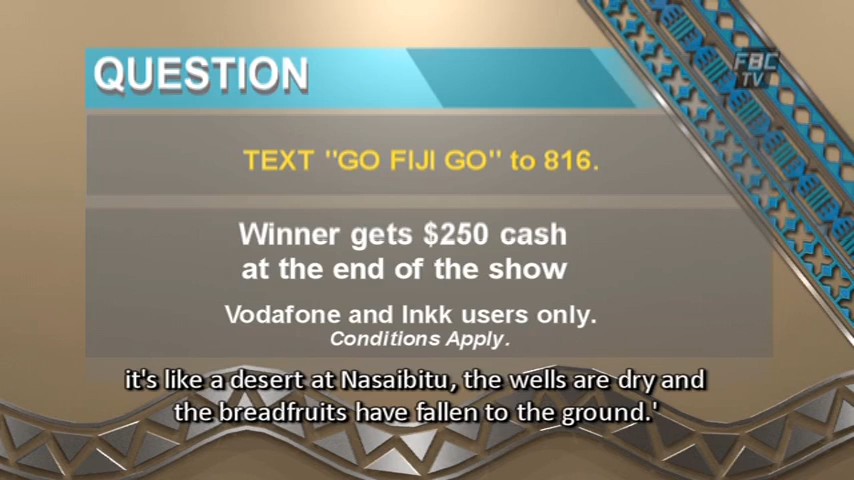 FBC
TV
QUESTION
TEXT "GO FIJI GO" to 816.
Winner gets $250 cash
at the end of the show
Vodafone and Inkk users only.
Conditions Apply.
it's like a desert at Nasaibitu, the wells are dry and
the breadfruits have fallen to the ground.'